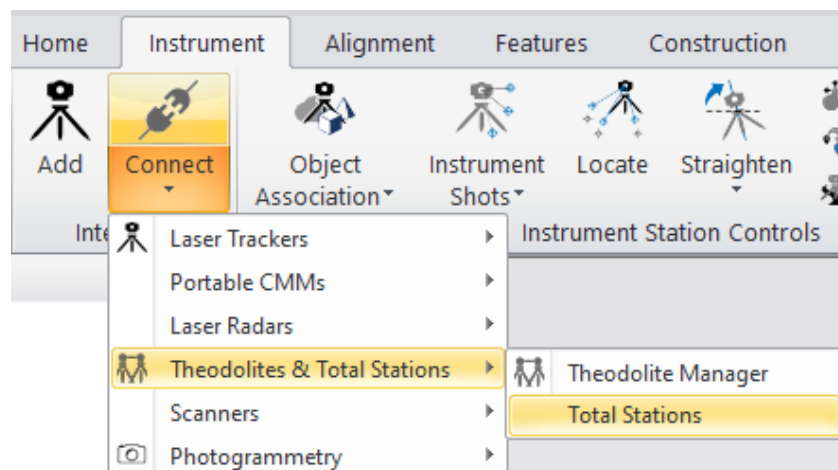 Home Instrument Alignment Features Construction
Add Connect Object Instrument Locate Straighten
Association Shots
Inte Instrument Station Controls
Laser Trackers
Portable CMMs
Laser Radars
Theodolites & Total Stations Theodolite Manager
Scanners Total Stations
Photogrammetry